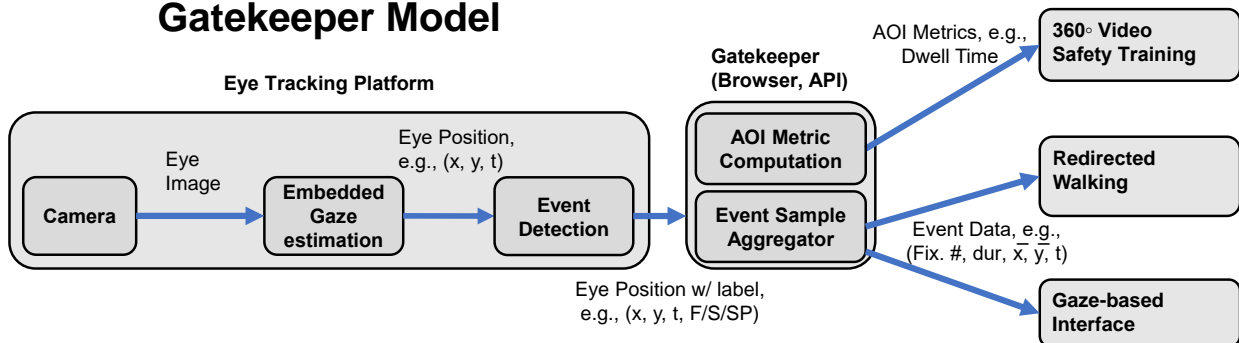 Gatekeeper Model
Eye Tracking Platform
Camera
Eye
Image
Embedded
Gaze
estimation
Eye Position,
e.g., (x, y, t)
Event
Detection
Eye Position w/ label,
e.g., (x, y, t, F/S/SP)
Gatekeeper
(Browser, API)
AOI Metric
Computation
Event Sample
Aggregator
AOI Metrics, e.g.,
Dwell Time
Event Data, e.g.,
(Fix. #, dur, x̅, y̅, t)
360◦ Video
Safety Training
Redirected
Walking
Gaze-based
Interface